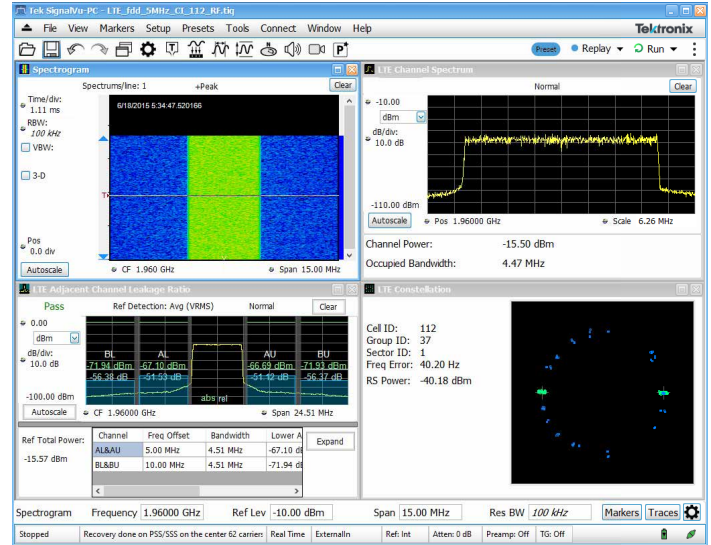 Tek SignalVu-PC - LTE_fdd_5MHz_CI_112_RF.tiq
File View Markers Setup Presets Tools Connect Window Help
Tektronix
Preset Replay Run
Spectrogram
Spectrums/line: 1 +Peak Clear
Time/div:
1.11 ms
RBW:
100 kHz
VBW:
3-D
6/18/2015 5:34:47.520166
T
Pos
0.0 div
Autoscale CF 1.960 GHz Span 15.00 MHz
LTE Channel Spectrum
Normal Clear
-10.00
dBm
dB/div:
10.0 dB
-110.00 dBm
Autoscale Pos 1.96000 GHz Scale 6.26 MHz
Channel Power: -15.50 dBm
Occupied Bandwidth: 4.47 MHz
LTE Adjacent Channel Leakage Ratio
Pass Ref Detection: Avg (VRMS) Normal Clear
0.00
dBm
dB/div:
10.0 dB
-100.00 dBm
BL AL AU BU
-71.94 dBm -67.10 dBm -66.69 dBm -71.93 dBm
-56.38 dB -51.53 dB -51.12 dB -56.37 dB
abs rel
Autoscale CF 1.96000 GHz Span 24.51 MHz
Ref Total Power:
-15.57 dBm
Channel Freq Offset Bandwidth Lower A
AL&AU 5.00 MHz 4.51 MHz -67.10 dB
BL&BU 10.00 MHz 4.51 MHz -71.94 dB
Expand
LTE Constellation
Cell ID: 112
Group ID: 37
Sector ID: 1
Freq Error: 40.20 Hz
RS Power: -40.18 dBm
Spectrogram Frequency 1.96000 GHz Ref Lev -10.00 dBm Span 15.00 MHz Res BW 100 kHz Markers Traces
Stopped Recovery done on PSS/SSS on the center 62 carriers Real Time ExternalIn Ref: Int Atten: 0 dB Preamp: Off TG: Off